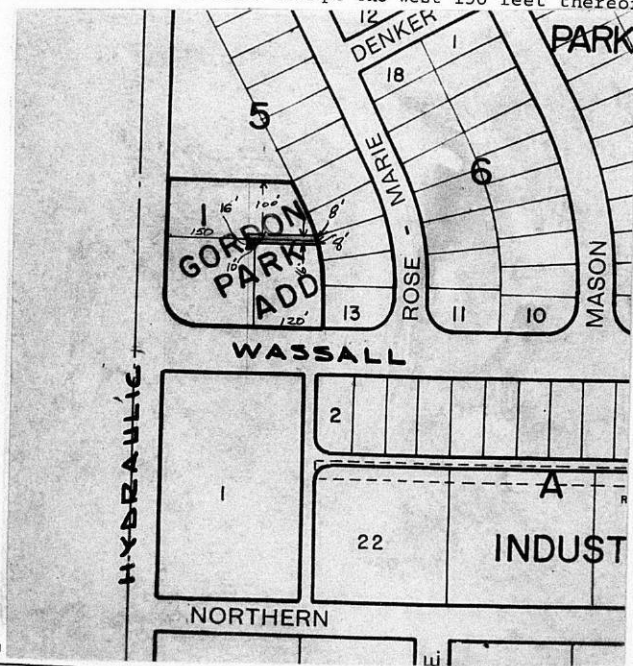 west 150 feet thereof
12
DENKER
1
PARK
18
5
MARIE
6
1
16'
100'
8'
150
GORDON
8'
10'
PARK
ADD
ROSE -
MASON
120'
13
11
10
WASSALL
HYDRAULIC
2
1
A
R
22
INDUST
NORTHERN